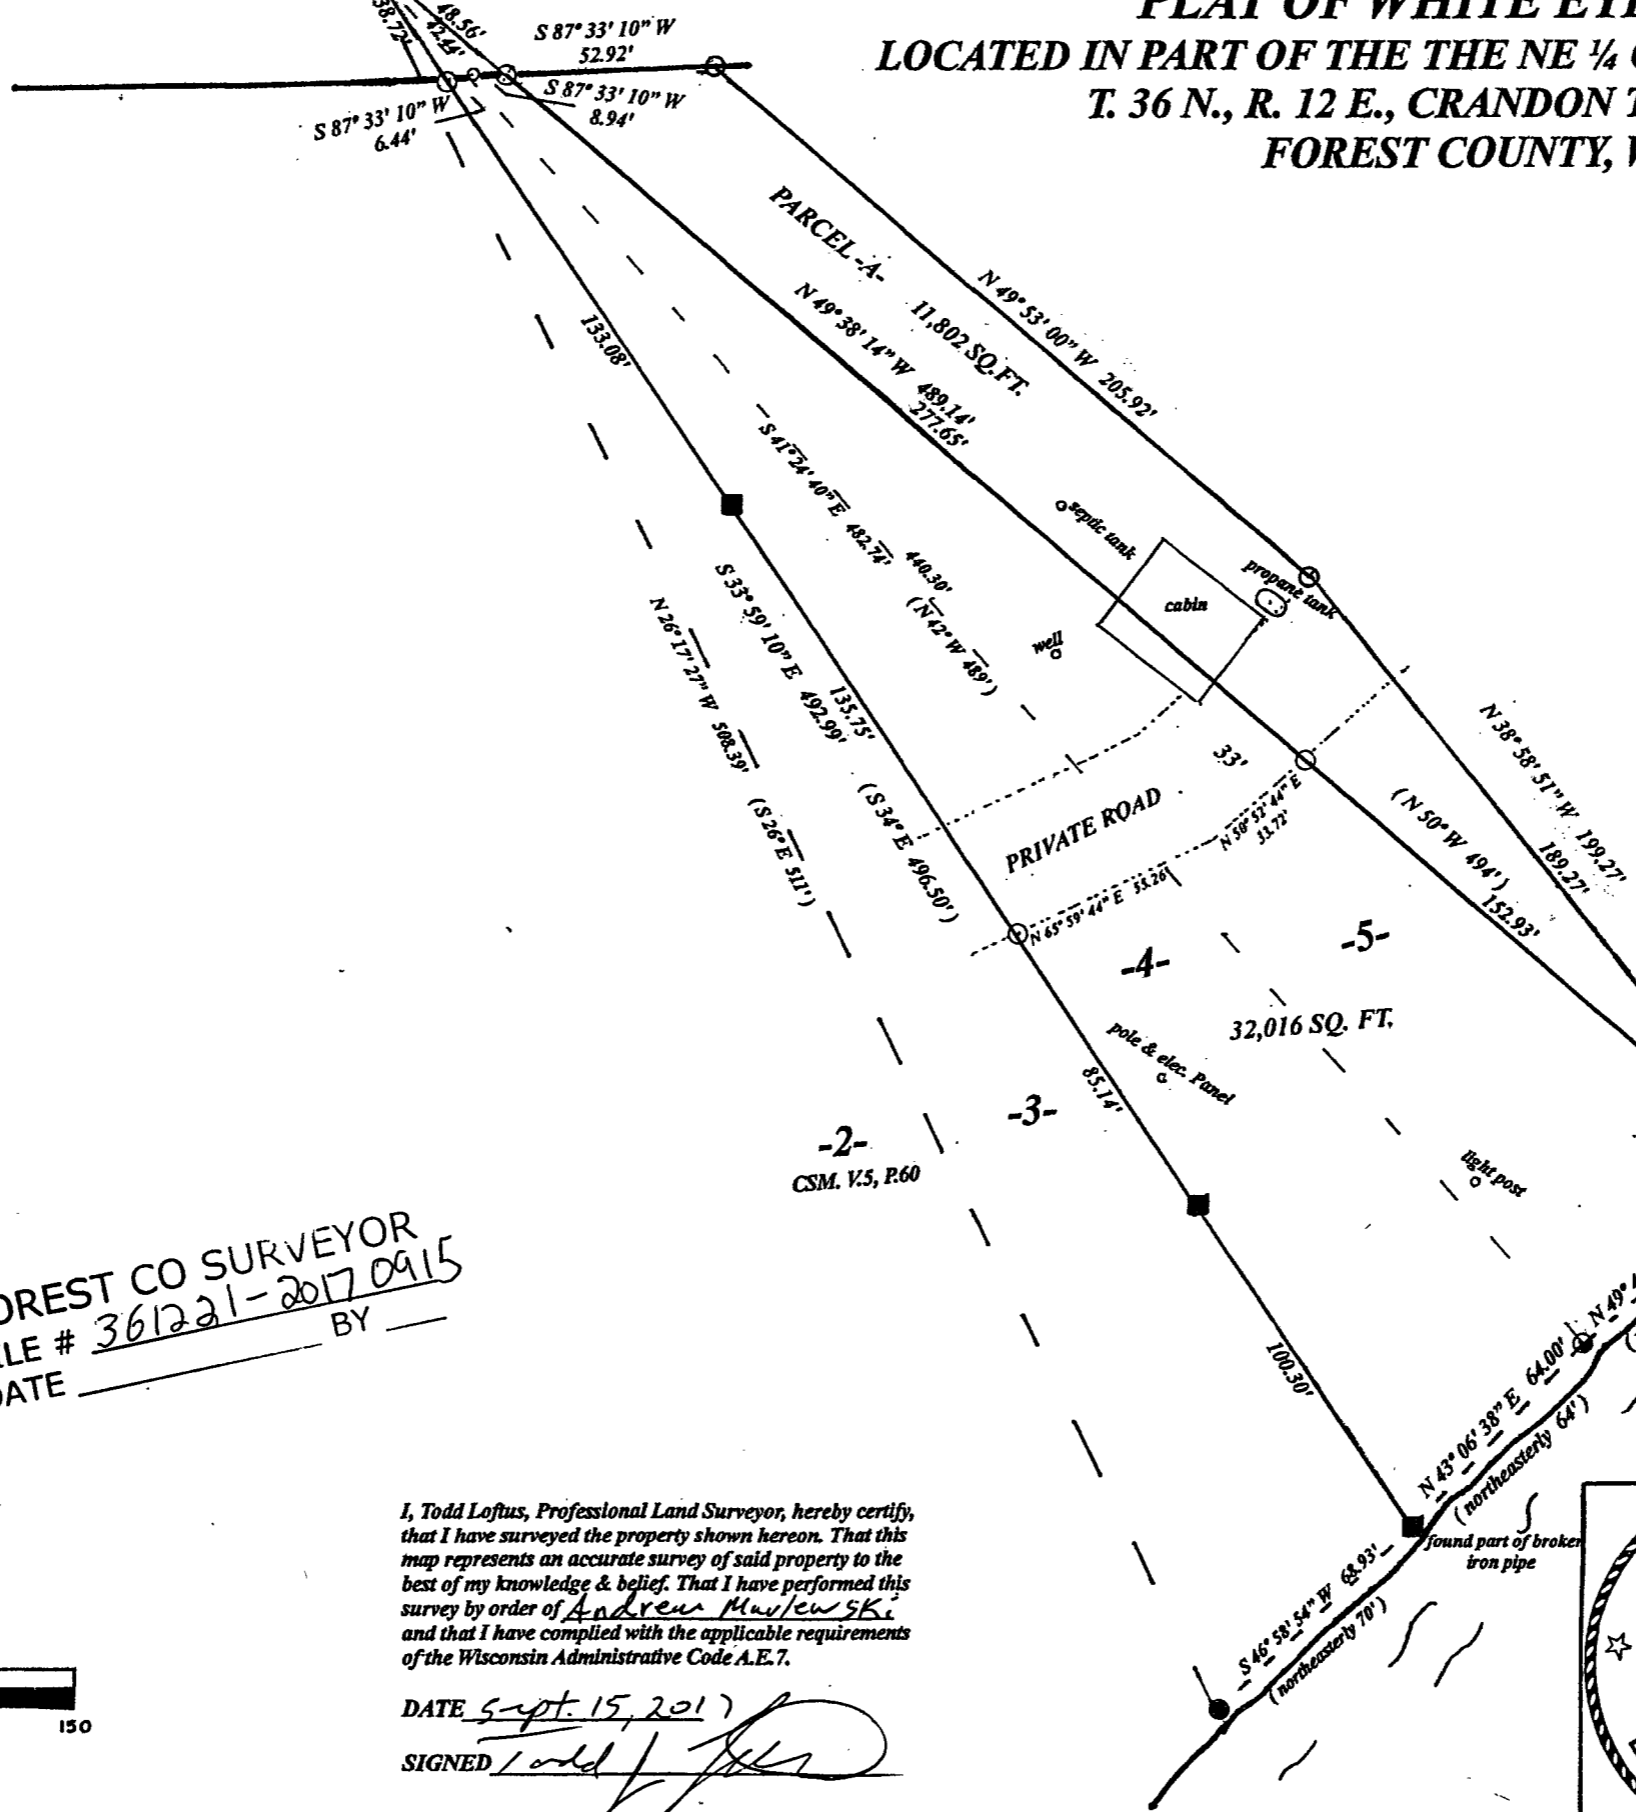 LOCATED IN PART OF THE THE NE ¼
T. 36 N., R. 12 E., CRANDON
FOREST COUNTY,
38.72'
48.56'
42.44'
S 87° 33' 10" W
52.92'
S 87° 33' 10" W
8.94'
S 87° 33' 10" W
6.44'
PARCEL -A-
11,802 SQ.FT.
N 49° 53' 00" W 205.92'
N 49° 38' 14" W 489.14'
277.65'
133.08'
S 41° 24' 40" E 482.74'
440.30'
(N 42° W 489')
septic tank
cabin
propane tank
well
S 33° 59' 10" E 492.99'
135.75'
(S 34° E 496.50')
N 26° 17' 27" W 508.39'
(S 26° E 511')
33'
PRIVATE ROAD
N 50° 52' 44" E
33.72'
N 65° 59' 44" E 55.26'
N 38° 58' 51" W 199.27'
189.27'
(N 50° W 494')
152.93'
-5-
-4-
32,016 SQ. FT.
pole & elec. Panel
85.14'
-3-
-2-
CSM. V.5, P.60
light post
100.30'
N 49°
N 43° 06' 38" E 64.00'
(northeasterly 64')
found part of broken
iron pipe
S 46° 58' 54" W 68.93'
(northeasterly 70')
OREST CO SURVEYOR
LE # 361221-20170915
DATE BY
I, Todd Loftus, Professional Land Surveyor, hereby certify,
that I have surveyed the property shown hereon. That this
map represents an accurate survey of said property to the
best of my knowledge & belief. That I have performed this
survey by order of Andrew Murlewski
and that I have complied with the applicable requirements
of the Wisconsin Administrative Code A.E. 7.
DATE Sept. 15, 2017
SIGNED Todd
150